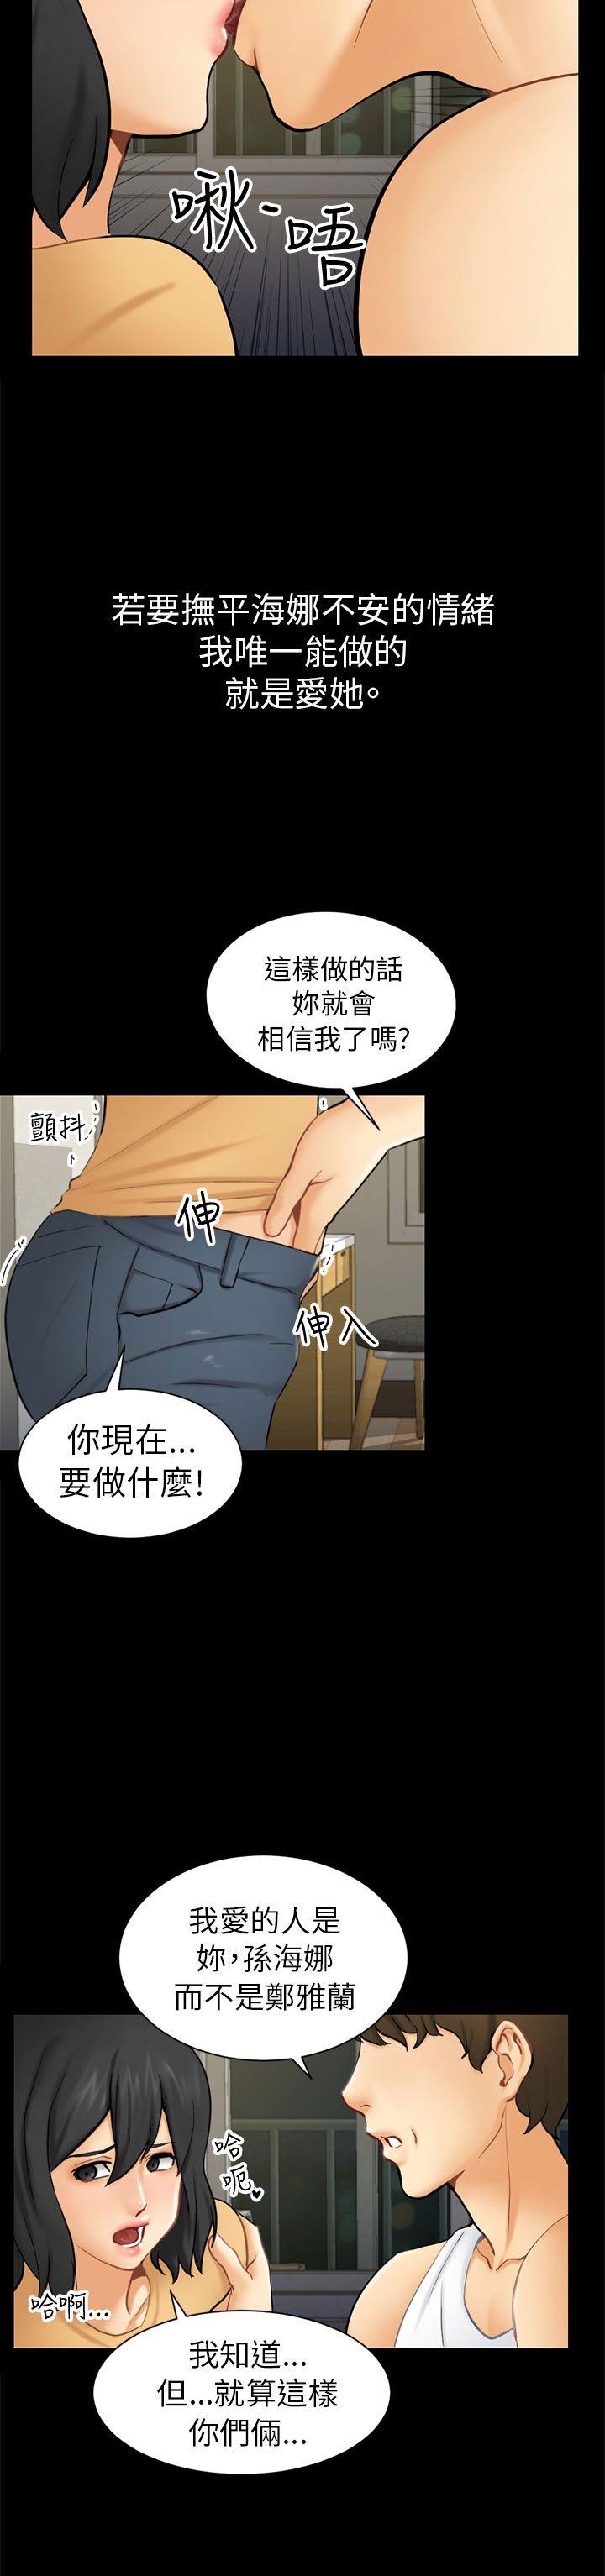 啾-唔
若要撫平海娜不安的情緒
我唯一能做的
就是愛她。
這樣做的話
妳就會
相信我了嗎?
顫抖
伸
伸入
你現在...
要做什麼!
我愛的人是
妳,孫海娜
而不是鄭雅蘭
哈
呃♥
哈啊...
我知道...
但...就算這樣
你們倆...